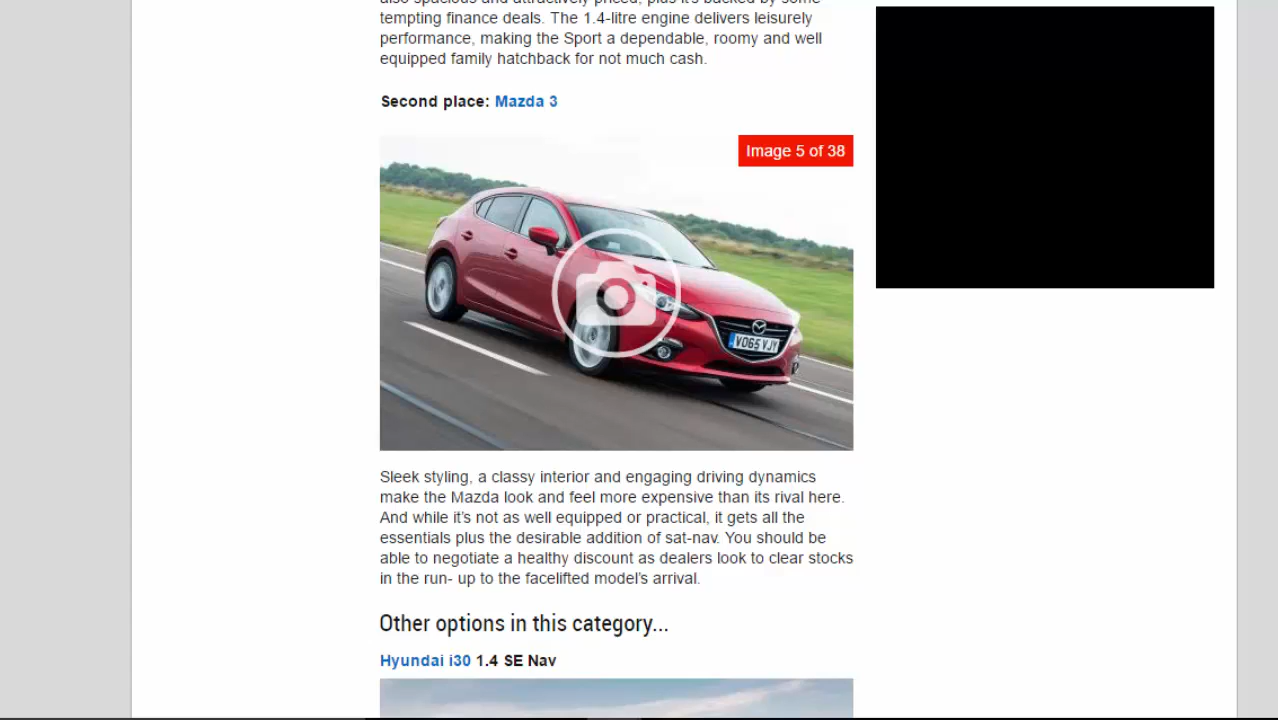 tempting finance deals. The 1.4-litre engine delivers leisurely
performance, making the Sport a dependable, roomy and well
equipped family hatchback for not much cash.
Second place: Mazda 3
Image 5 of 38
VO65 VJY
Sleek styling, a classy interior and engaging driving dynamics
make the Mazda look and feel more expensive than its rival here.
And while it’s not as well equipped or practical, it gets all the
essentials plus the desirable addition of sat-nav. You should be
able to negotiate a healthy discount as dealers look to clear stocks
in the run- up to the facelifted model’s arrival.
Other options in this category...
Hyundai i30 1.4 SE Nav